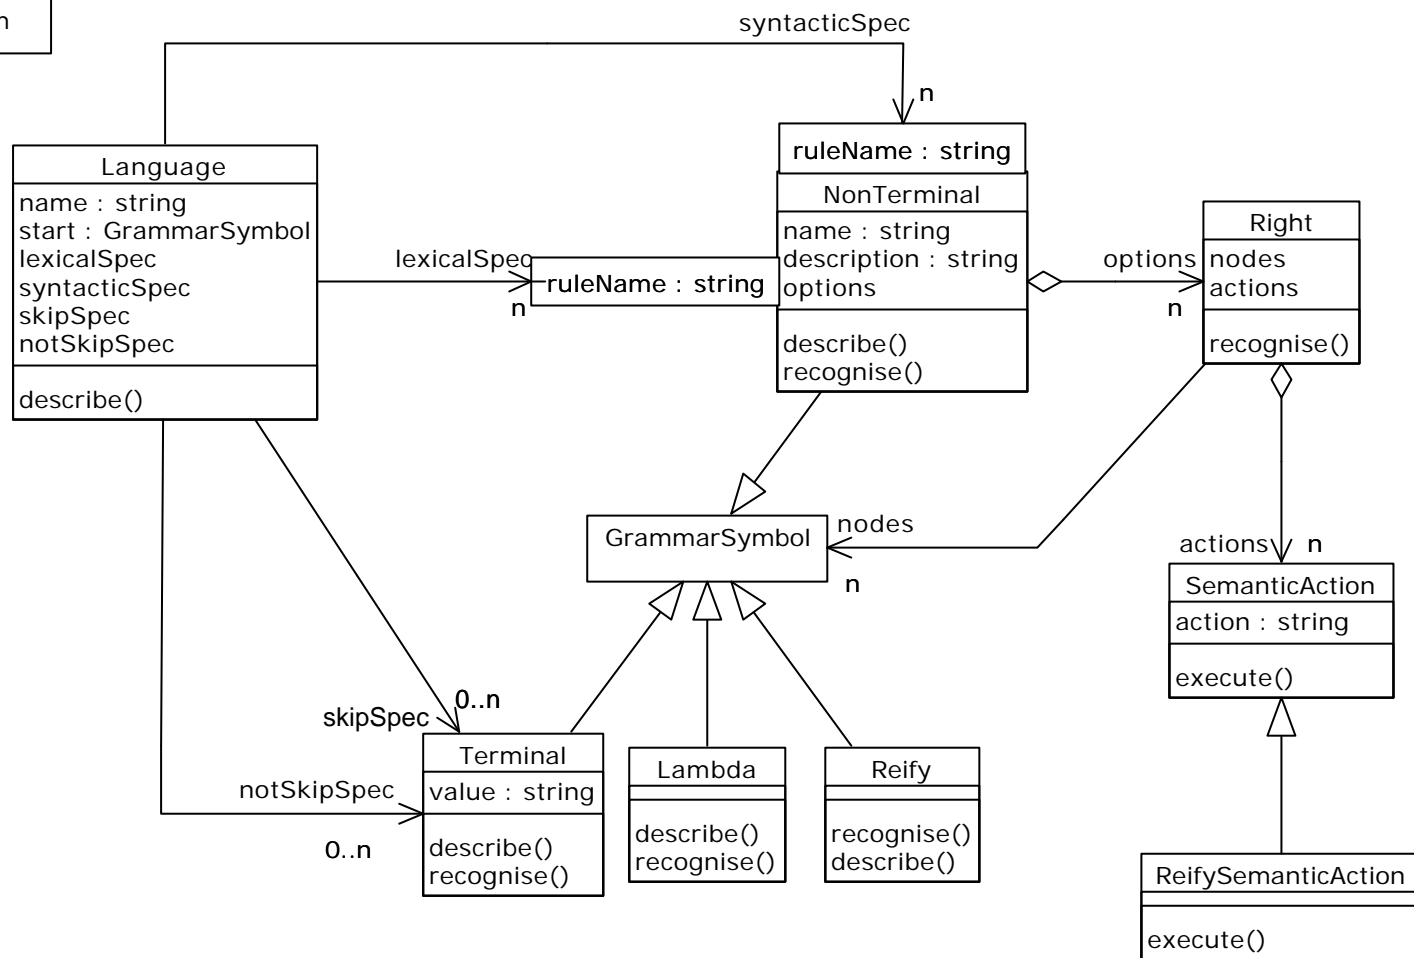 n
syntacticSpec
n
ruleName : string
Language
name : string
start : GrammarSymbol
lexicalSpec
syntacticSpec
skipSpec
notSkipSpec
describe()
lexicalSpec
n
ruleName : string
NonTerminal
name : string
description : string
options
describe()
recognise()
options
n
Right
nodes
actions
recognise()
GrammarSymbol
nodes
n
actions
n
SemanticAction
action : string
execute()
skipSpec
0..n
notSkipSpec
0..n
Terminal
value : string
describe()
recognise()
Lambda
describe()
recognise()
Reify
recognise()
describe()
ReifySemanticAction
execute()